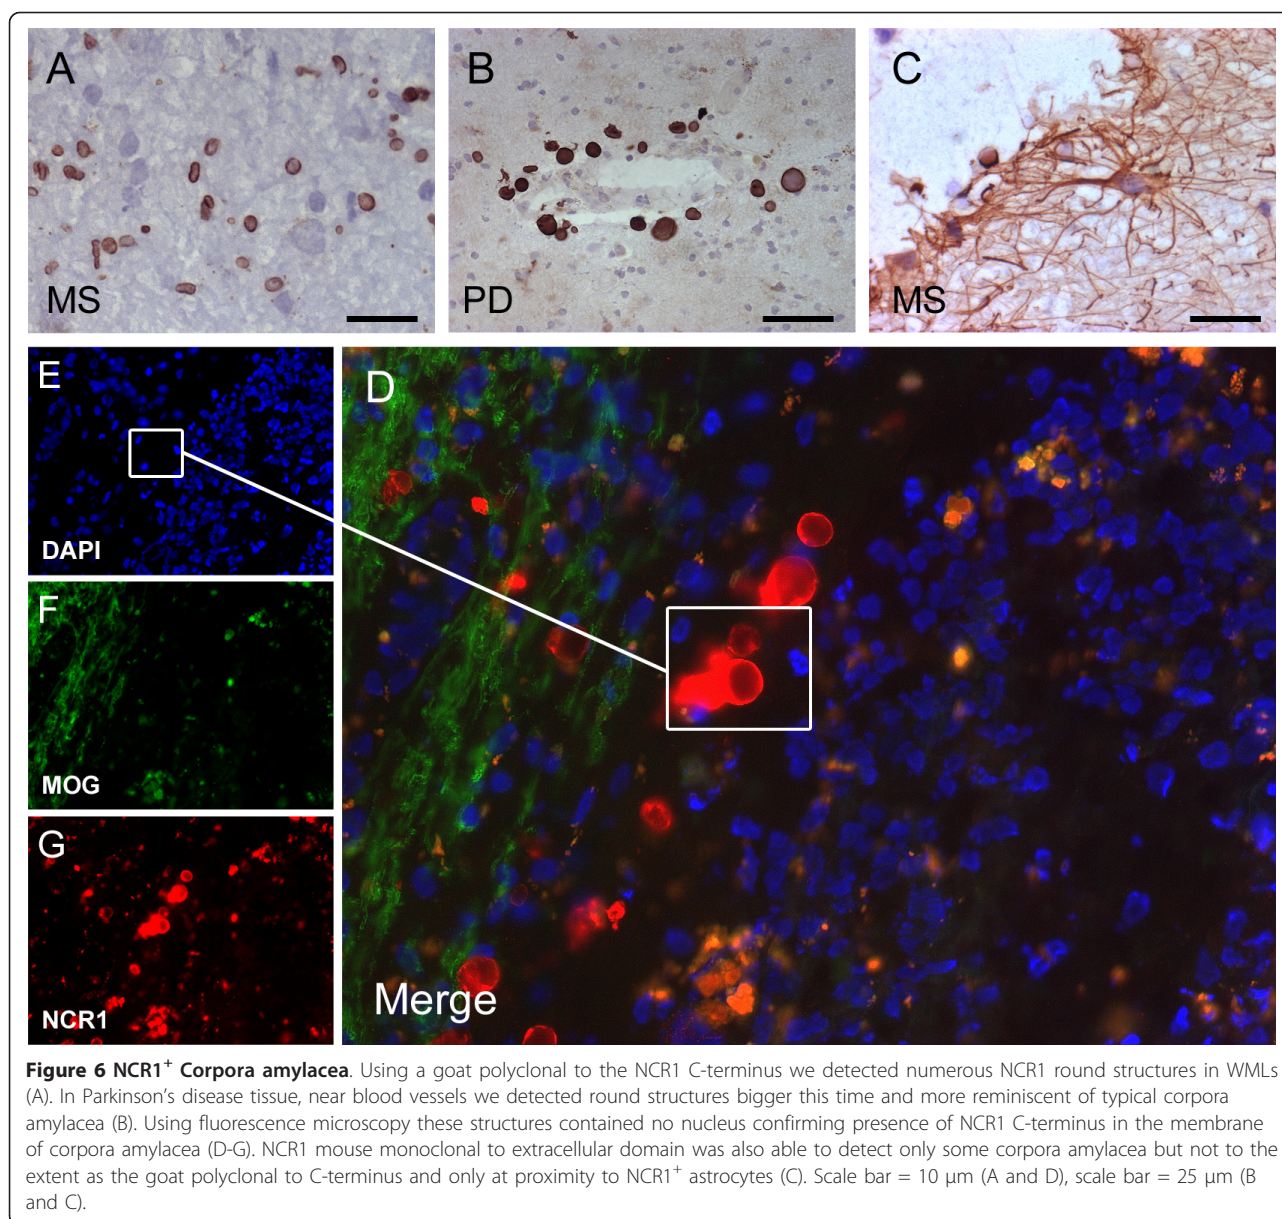 A
MS
B
PD
C
MS
E
DAPI
D
Merge
F
MOG
G
NCR1
Figure 6 NCR1+ Corpora amylacea. Using a goat polyclonal to the NCR1 C-terminus we detected numerous NCR1 round structures in WMLs
(A). In Parkinson's disease tissue, near blood vessels we detected round structures bigger this time and more reminiscent of typical corpora
amylacea (B). Using fluorescence microscopy these structures contained no nucleus confirming presence of NCR1 C-terminus in the membrane
of corpora amylacea (D-G). NCR1 mouse monoclonal to extracellular domain was also able to detect only some corpora amylacea but not to the
extent as the goat polyclonal to C-terminus and only at proximity to NCR1+ astrocytes (C). Scale bar = 10 μm (A and D), scale bar = 25 μm (B
and C).